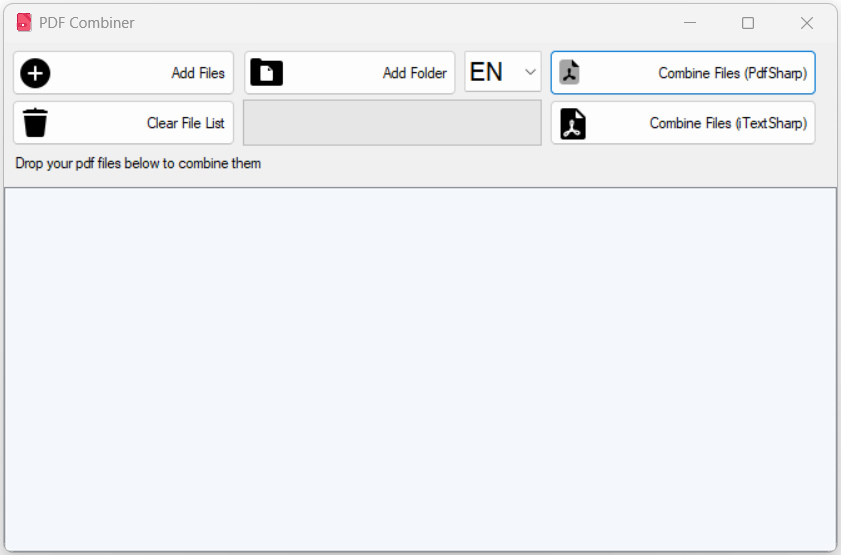 PDF Combiner
Add Files
Add Folder
EN
Combine Files (PdfSharp)
Clear File List
Combine Files (iTextSharp)
Drop your pdf files below to combine them